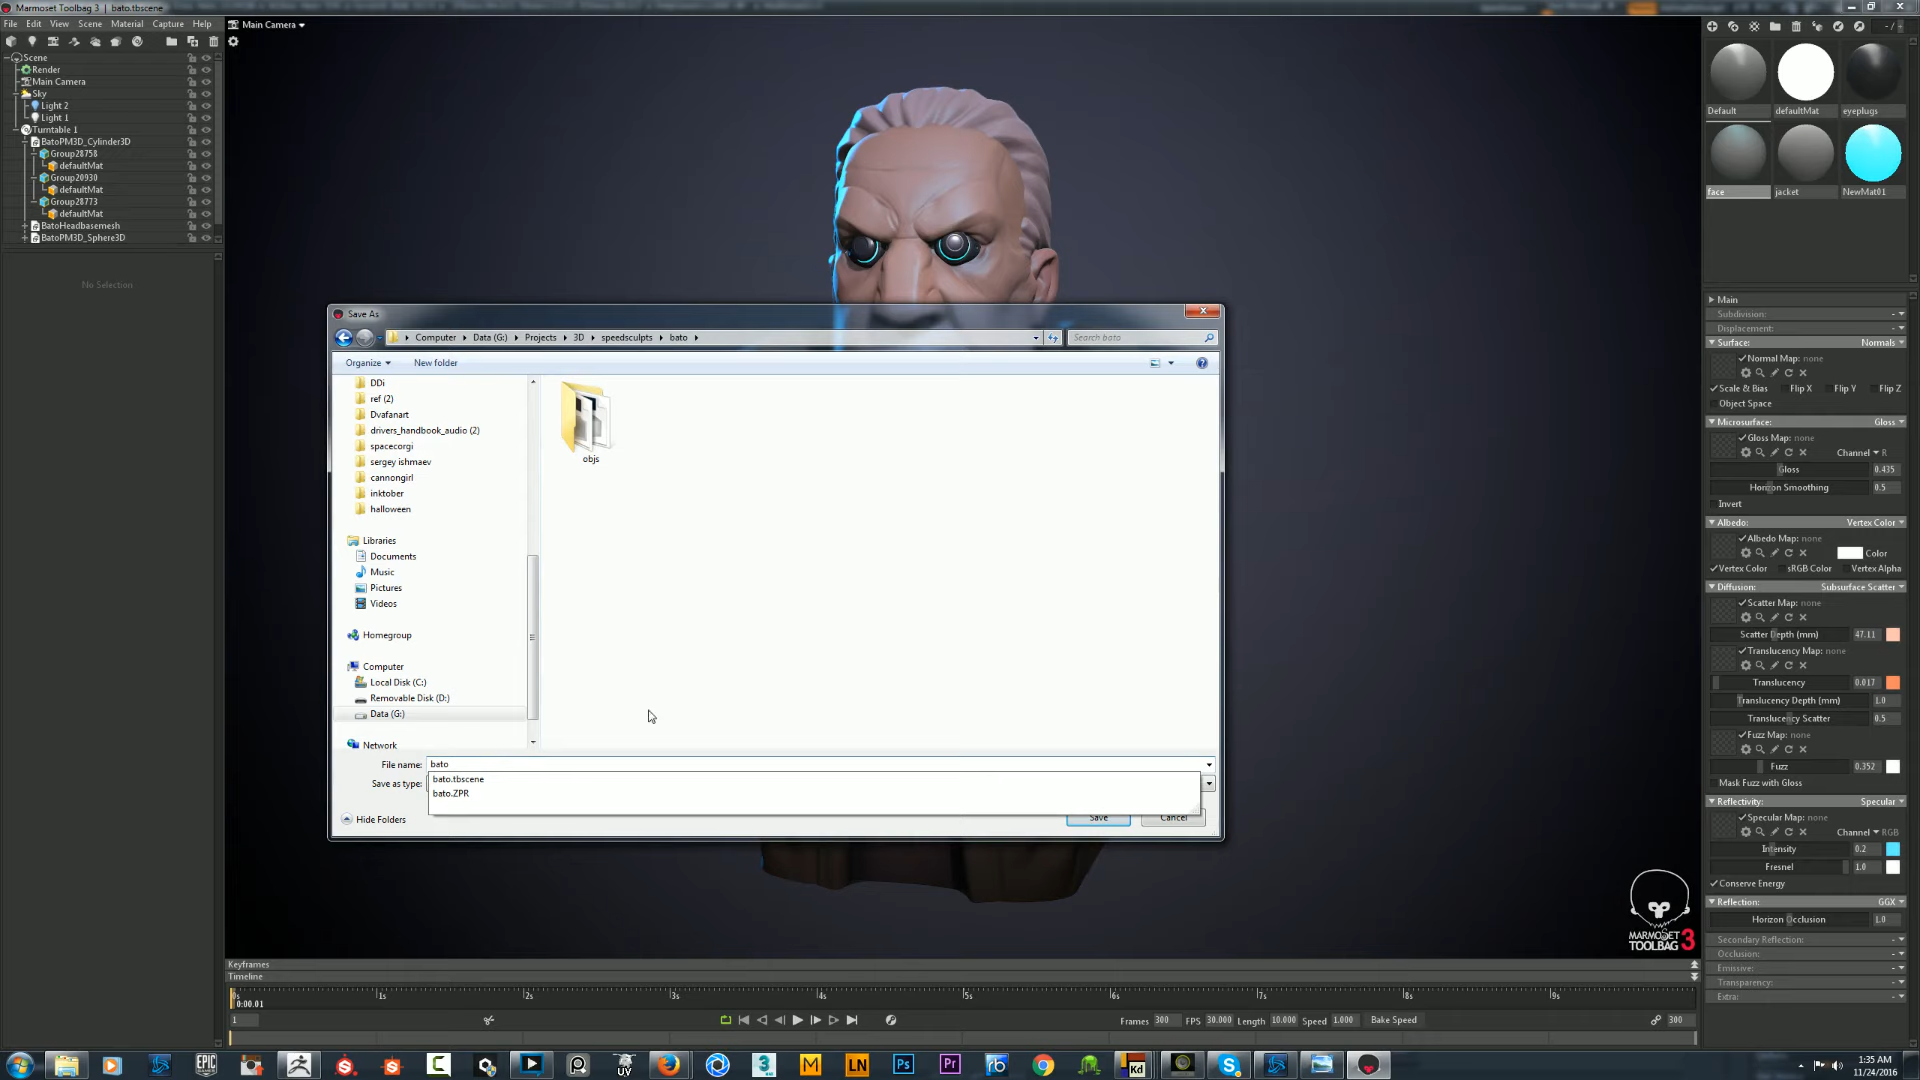 Marmoset Toolbag 3 | bato.tbscene
File Edit View Scene Material Capture Help
Main Camera
Scene
Render
Main Camera
Sky
Light 2
Light 1
Turntable 1
BatoPM3D_Cylinder3D
Group28758
defaultMat
Group20930
defaultMat
Group28773
defaultMat
BatoHeadbasemesh
BatoPM3D_Sphere3D
No Selection
Save As
Computer Data (G:) Projects 3D speedsculpts bato
Search bato
Organize New folder
DDi
ref (2)
Dvafanart
drivers_handbook_audio (2)
spacecorgi
sergey ishmaev
cannongirl
inktober
halloween
Libraries
Documents
Music
Pictures
Videos
Homegroup
Computer
Local Disk (C:)
Removable Disk (D:)
Data (G:)
Network
objs
File name: bato
Save as type:
bato.tbscene
bato.ZPR
Hide Folders
Save Cancel
Default defaultMat eyeplugs
face jacket NewMat01
Main
Subdivision: -
Displacement: -
Surface: Normals
Normal Map: none
Scale & Bias Flip X Flip Y Flip Z
Object Space
Microsurface: Gloss
Gloss Map: none
Channel R
Gloss 0.435
Horizon Smoothing 0.5
Invert
Albedo: Vertex Color
Albedo Map: none
Color
Vertex Color sRGB Color Vertex Alpha
Diffusion: Subsurface Scatter
Scatter Map: none
Scatter Depth (mm) 47.11
Translucency Map: none
Translucency 0.017
Translucency Depth (mm) 1.0
Translucency Scatter 0.5
Fuzz Map: none
Fuzz 0.352
Mask Fuzz with Gloss
Reflectivity: Specular
Specular Map: none
Channel RGB
Intensity 0.2
Fresnel 1.0
Conserve Energy
Reflection: GGX
Horizon Occlusion 1.0
Secondary Reflection: -
Occlusion: -
Emissive: -
Transparency: -
Extra: -
MARMOSET
TOOLBAG 3
Keyframes
Timeline
0s 1s 2s 3s 4s 5s 6s 7s 8s 9s
0:00.01
1
Frames 300 FPS 30.000 Length 10.000 Speed 1.000 Bake Speed 300
EPIC GAMES UV 3 M LN Ps Pr rb Kd
1:35 AM
11/24/2016